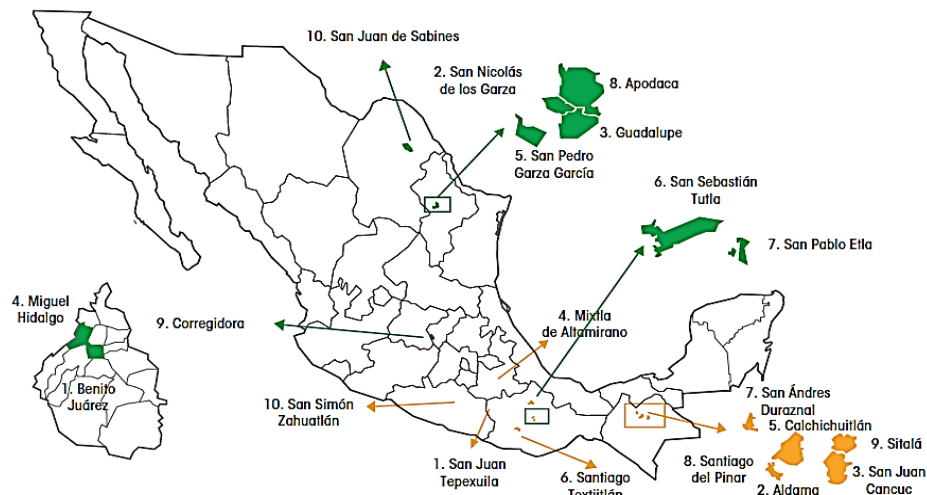 10. San Juan de Sabines
2. San Nicolás
de los Garza
8. Apodaca
3. Guadalupe
5. San Pedro
Garza García
6. San Sebastián
Tutla
7. San Pablo Etla
4. Miguel
Hidalgo
9. Corregidora
4. Mixtla
de Altamirano
1. Benito
Juárez
10. San Simón
Zahuatlán
7. San Ándres
Duraznal
5. Calchichuitlán
9. Sitalá
1. San Juan
Tepexuila
6. Santiago
Textitlán
8. Santiago
del Pinar
3. San Juan
Cancuc
2. Aldama